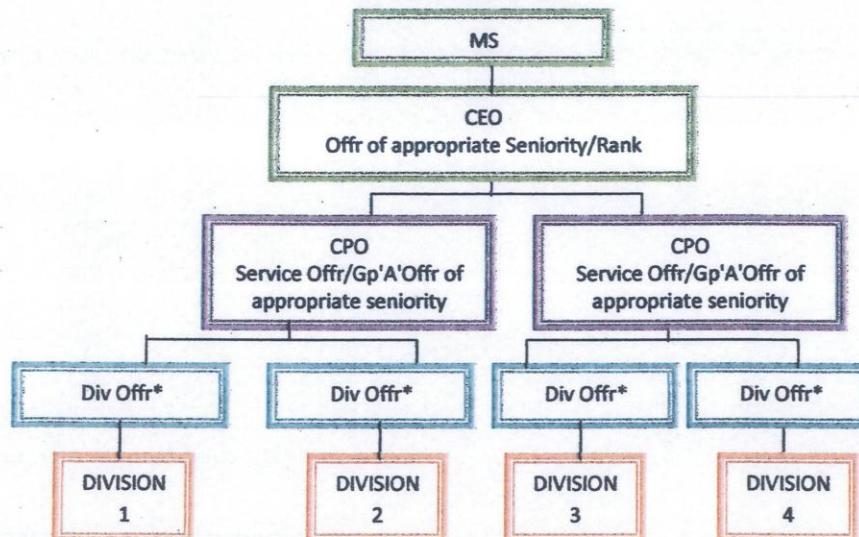 MS
CEO
Offr of appropriate Seniority/Rank
CPO
Service Offr/Gp'A'Offr of
appropriate seniority
CPO
Service Offr/Gp'A'Offr of
appropriate seniority
Div Offr*
Div Offr*
Div Offr*
Div Offr*
DIVISION
1
DIVISION
2
DIVISION
3
DIVISION
4